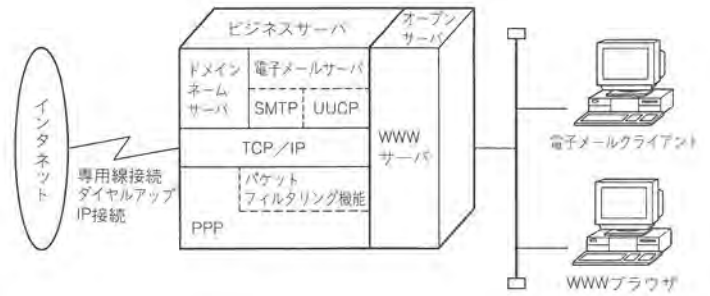 ビジネスサーバ
オープン
サーバ
ドメイン
ネーム
サーバ
電子メールサーバ
SMTP
UUCP
TCP/IP
パケット
フィルタリング機能
PPP
WWW
サーバ
インタネット
専用線接続
ダイヤルアップ
IP接続
電子メールクライアント
WWWブラウザ